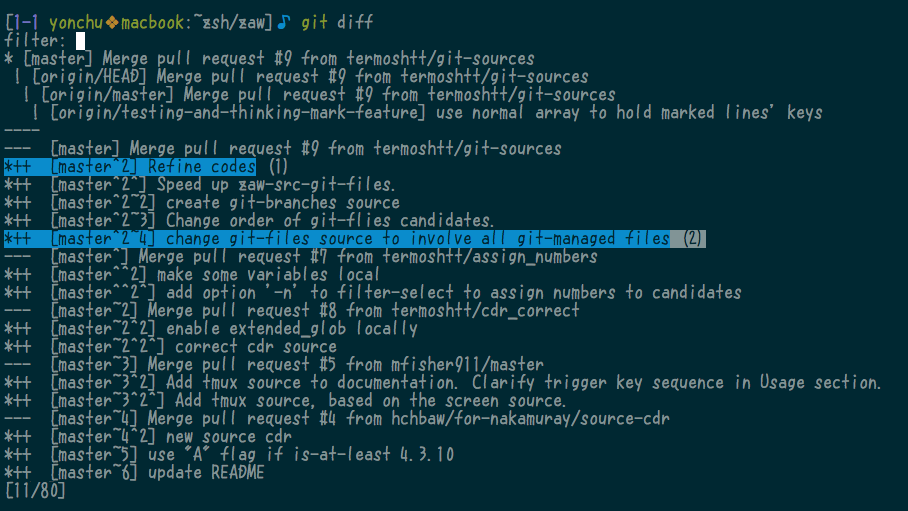 [1-1 yonchu❖macbook:~zsh/zaw]♪ git diff
filter:
* [master] Merge pull request #9 from termoshtt/git-sources
 ! [origin/HEAD] Merge pull request #9 from termoshtt/git-sources
  ! [origin/master] Merge pull request #9 from termoshtt/git-sources
   ! [origin/testing-and-thinking-mark-feature] use normal array to hold marked lines' keys
----
---  [master] Merge pull request #9 from termoshtt/git-sources
*++  [master^2] Refine codes (1)
*++  [master^2^] Speed up zaw-src-git-files.
*++  [master^2~2] create git-branches source
*++  [master^2~3] Change order of git-flies candidates.
*++  [master^2~4] change git-files source to involve all git-managed files (2)
---  [master^] Merge pull request #7 from termoshtt/assign_numbers
*++  [master^^2] make some variables local
*++  [master^^2^] add option '-n' to filter-select to assign numbers to candidates
---  [master~2] Merge pull request #8 from termoshtt/cdr_correct
*++  [master~2^2] enable extended_glob locally
*++  [master~2^2^] correct cdr source
---  [master~3] Merge pull request #5 from mfisher911/master
*++  [master~3^2] Add tmux source to documentation. Clarify trigger key sequence in Usage section.
*++  [master~3^2^] Add tmux source, based on the screen source.
---  [master~4] Merge pull request #4 from hchbaw/for-nakamuray/source-cdr
*++  [master~4^2] new source cdr
*++  [master~5] use "A" flag if is-at-least 4.3.10
*++  [master~6] update README
[11/80]